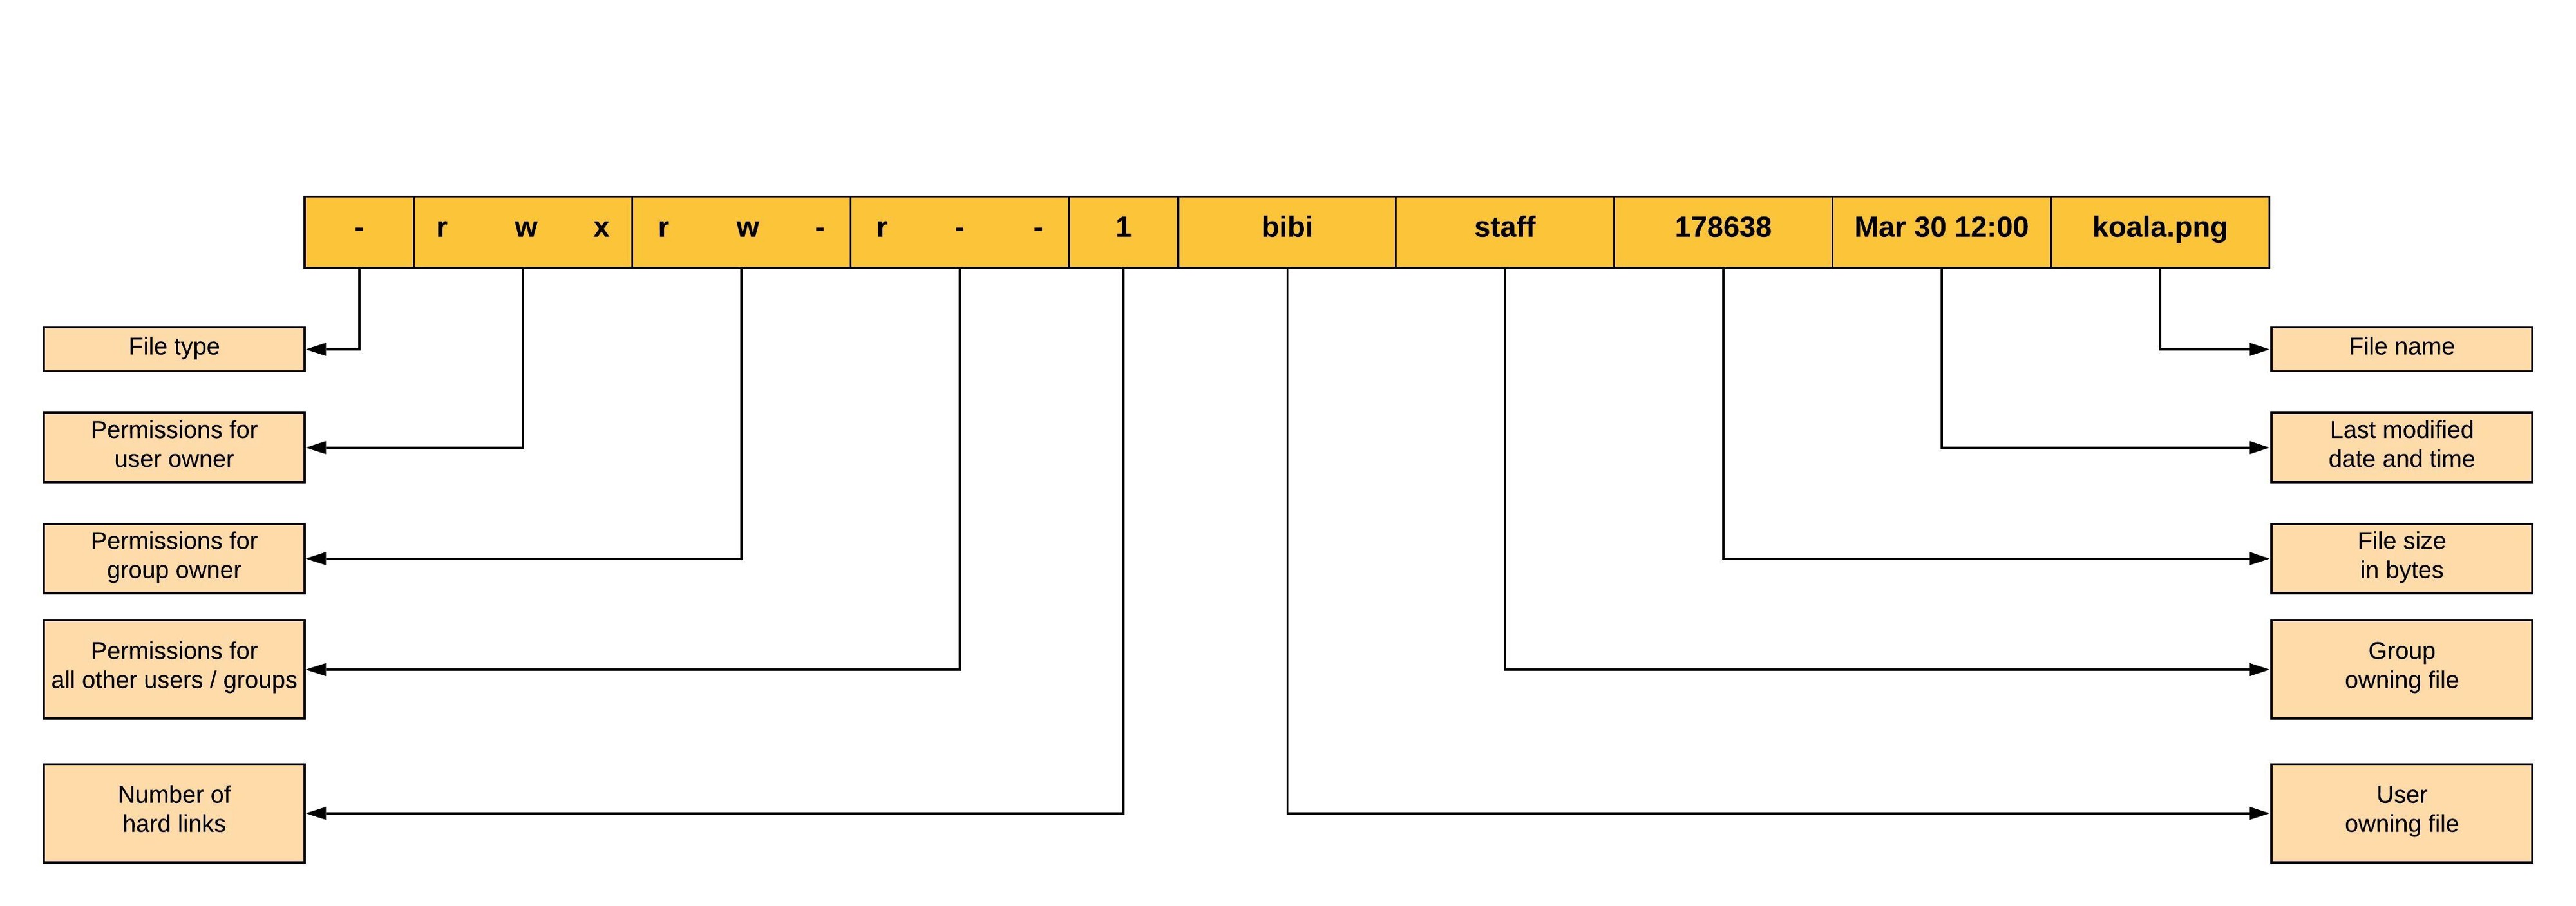 - r w x r w - r - - 1 bibi staff 178638 Mar 30 12:00 koala.png
File type
Permissions for
user owner
Permissions for
group owner
Permissions for
all other users / groups
Number of
hard links
File name
Last modified
date and time
File size
in bytes
Group
owning file
User
owning file